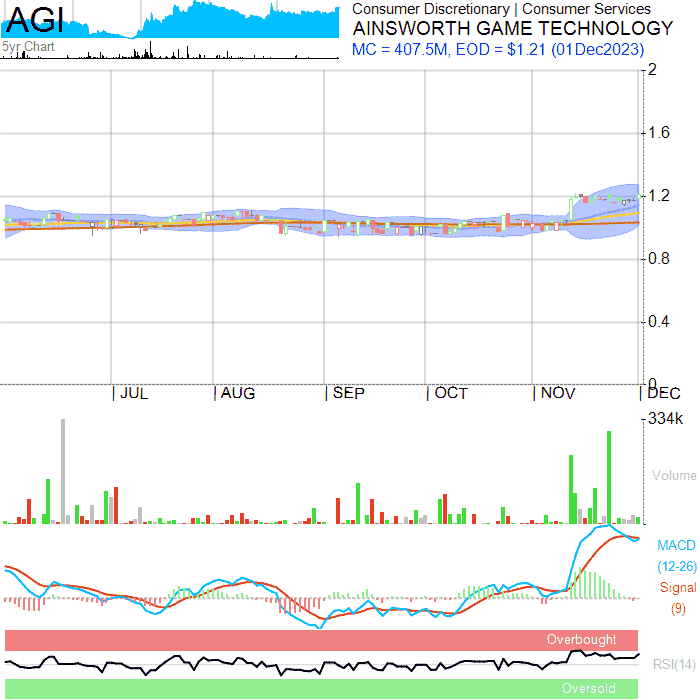 AGI
5yr Chart
Consumer Discretionary | Consumer Services
AINSWORTH GAME TECHNOLOGY
MC = 407.5M, EOD = $1.21 (01Dec2023)
2
1.6
1.2
0.8
0.4
0
| JUL | AUG | SEP | OCT | NOV | DEC
334k
Volume
MACD
(12-26)
Signal
(9)
Overbought
RSI(14)
Oversold